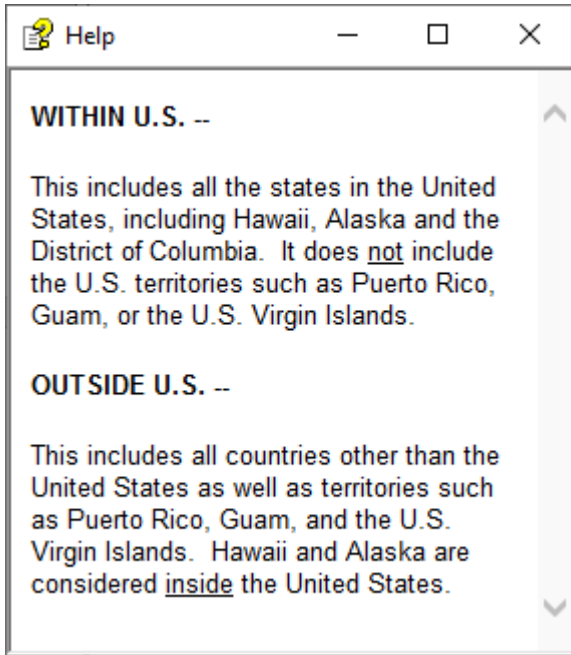 Help
WITHIN U.S. --
This includes all the states in the United
States, including Hawaii, Alaska and the
District of Columbia.  It does not include
the U.S. territories such as Puerto Rico,
Guam, or the U.S. Virgin Islands.
OUTSIDE U.S. --
This includes all countries other than the
United States as well as territories such
as Puerto Rico, Guam, and the U.S.
Virgin Islands.  Hawaii and Alaska are
considered inside the United States.